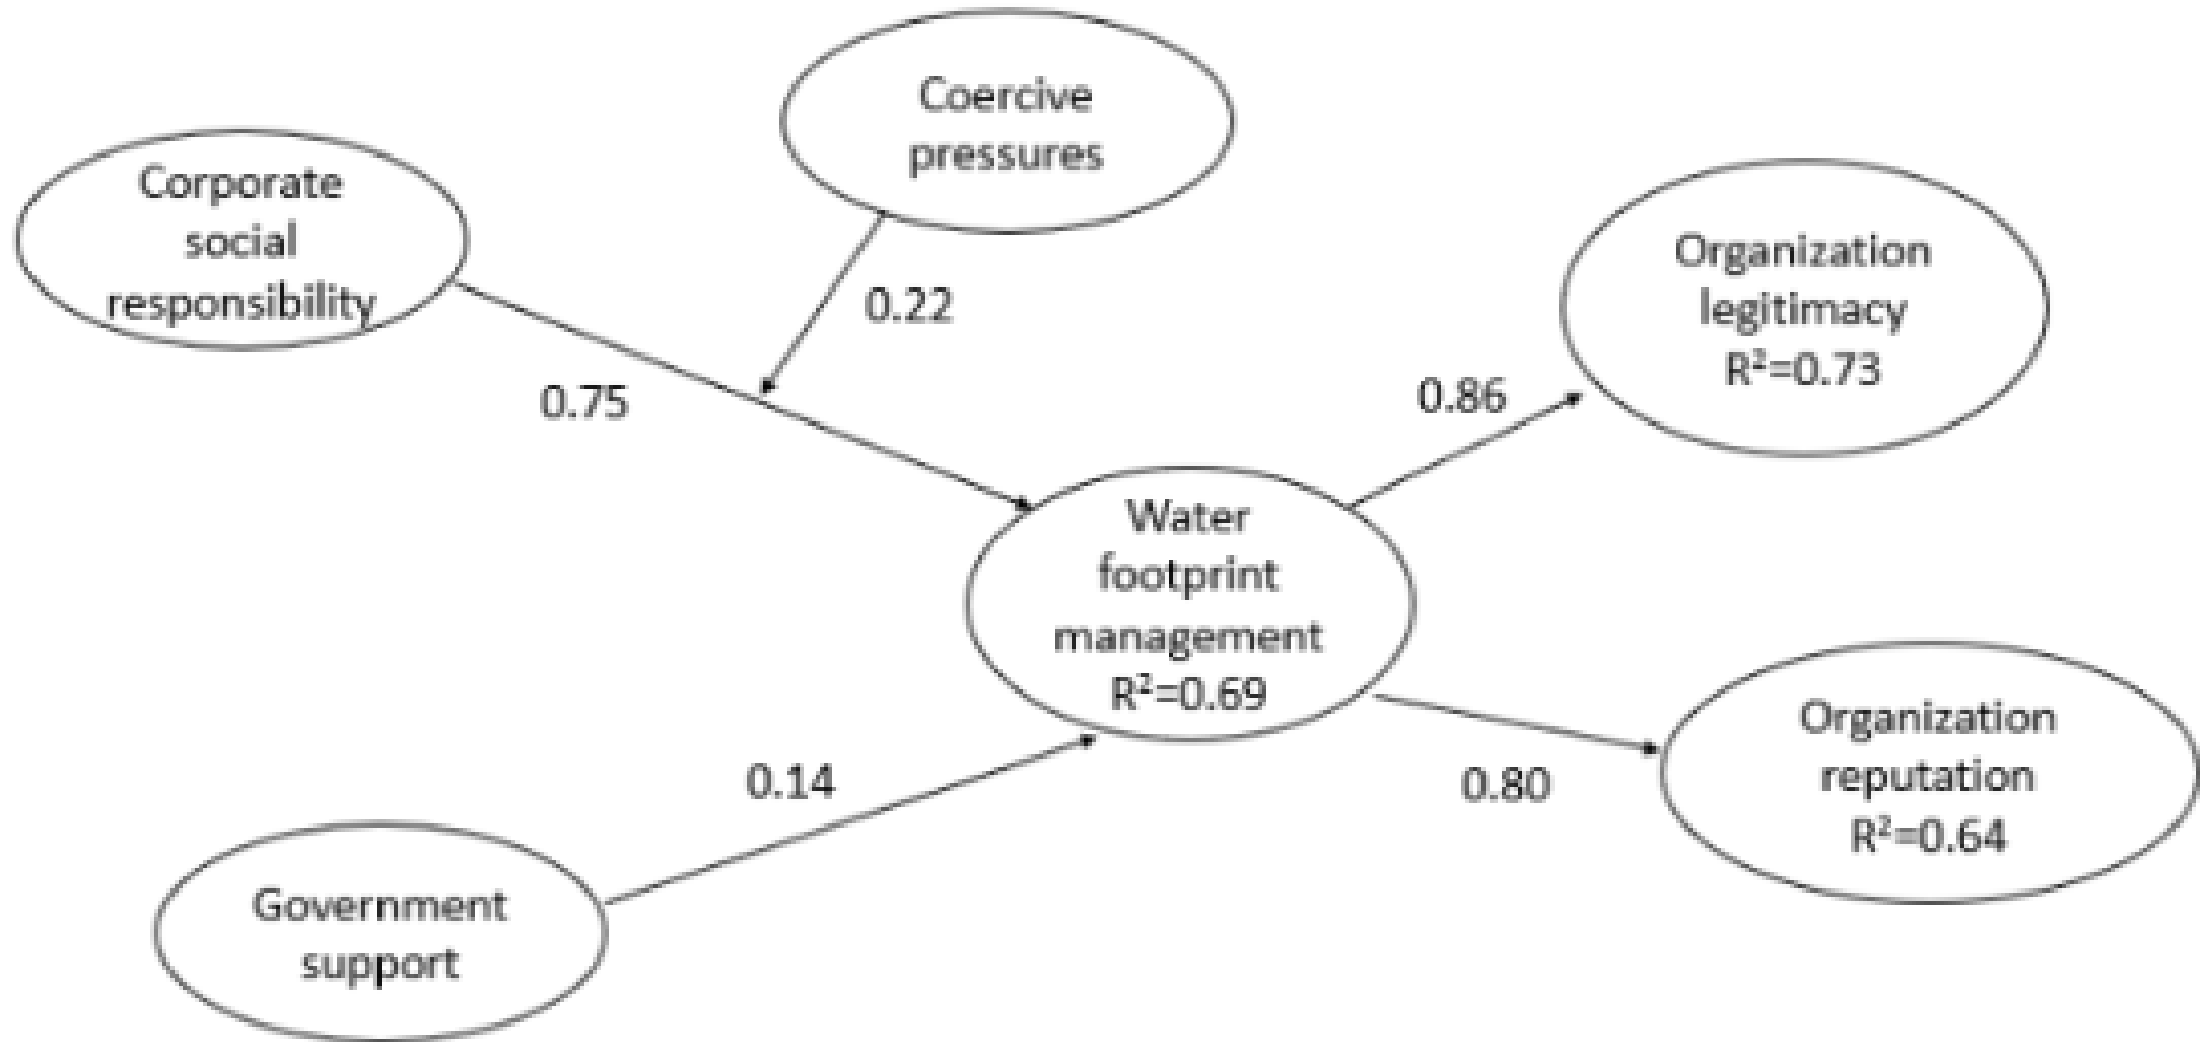 Coercive
pressures
Corporate
social
responsibility
0.22
0.75
Organization
legitimacy
R²=0.73
0.86
Water
footprint
management
R²=0.69
0.14
0.80
Organization
reputation
R²=0.64
Government
support